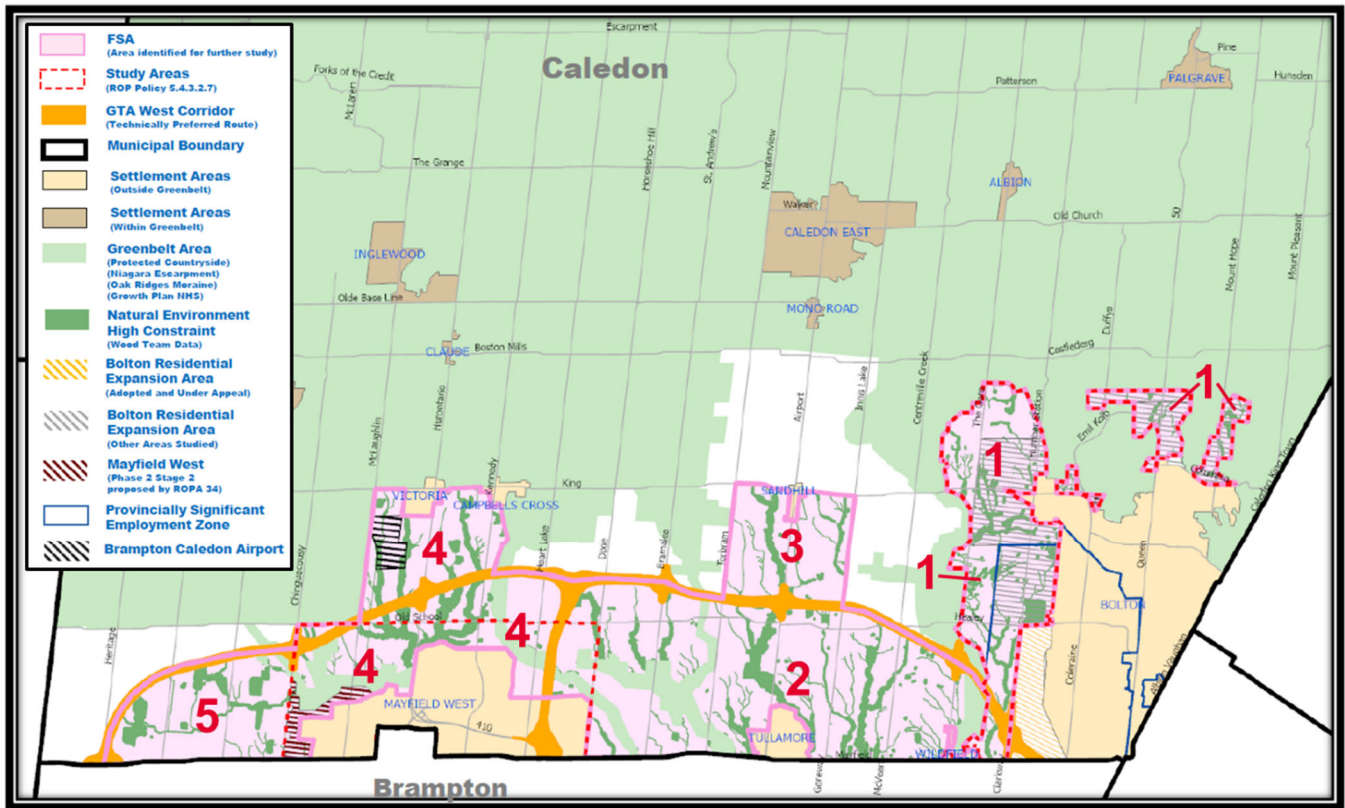 FSA
(Area identified for further study)
Study Areas
(ROP Policy 5.4.3.2.7)
GTA West Corridor
(Technically Preferred Route)
Municipal Boundary
Settlement Areas
(Outside Greenbelt)
Settlement Areas
(Within Greenbelt)
Greenbelt Area
(Protected Countryside)
(Niagara Escarpment)
(Oak Ridges Moraine)
(Growth Plan NHS)
Natural Environment
High Constraint
(Wood Team Data)
Bolton Residential
Expansion Area
(Adopted and Under Appeal)
Bolton Residential
Expansion Area
(Other Areas Studied)
Mayfield West
(Phase 2 Stage 2
proposed by ROPA 34)
Provincially Significant
Employment Zone
Brampton Caledon Airport
Escarpment
Caledon
Pine
Forks of the Credit
Patterson
PALGRAVE
Hunsden
McLaren
Horseshoe Hill
St. Andrew's
Mountainview
The Grange
ALBION
Walker
Old Church
50
CALEDON EAST
INGLEWOOD
Mount Hope
Mount Pleasant
Olde Base Line
MONO ROAD
Duffys
CLAUDE
Boston Mills
Castlederg
Innis Lake
Centreville Creek
Airport
1
Emil Kolb
McLaughlin
Hurontario
Kennedy
King
1
VICTORIA
CAMPBELLS CROSS
SANDHILL
4
3
Heart Lake
Dixie
Bramalea
Torbram
1
Queen
Chinguacousy
BOLTON
Old School
Healey
4
4
Heritage
2
Coleraine
5
MAYFIELD WEST
410
TULLAMORE
Mayfield
WILDFIELD
Brampton